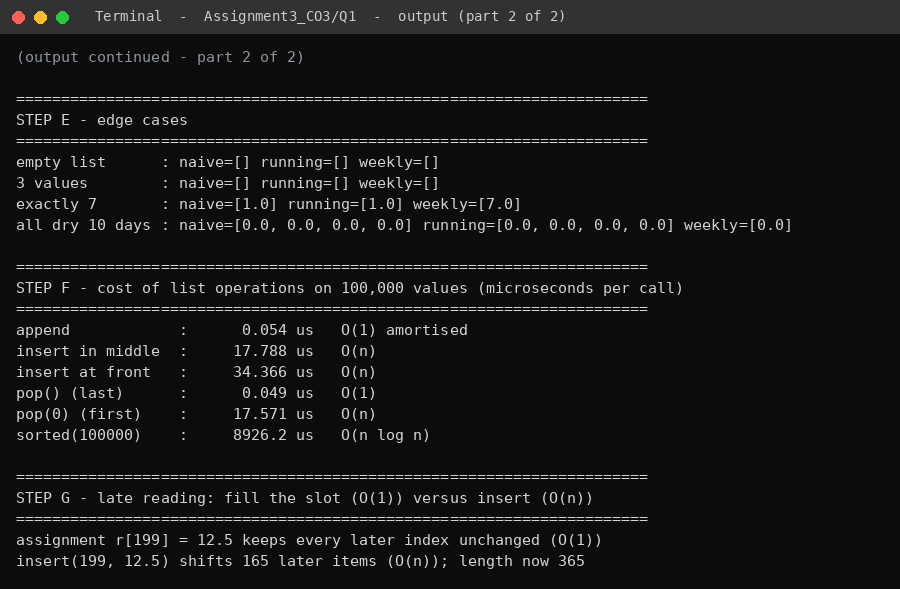 Terminal  -  Assignment3_CO3/Q1  -  output (part 2 of 2)
(output continued - part 2 of 2)
======================================================================
STEP E - edge cases
======================================================================
empty list      : naive=[] running=[] weekly=[]
3 values        : naive=[] running=[] weekly=[]
exactly 7       : naive=[1.0] running=[1.0] weekly=[7.0]
all dry 10 days : naive=[0.0, 0.0, 0.0, 0.0] running=[0.0, 0.0, 0.0, 0.0] weekly=[0.0]
======================================================================
STEP F - cost of list operations on 100,000 values (microseconds per call)
======================================================================
append            :      0.054 us   O(1) amortised
insert in middle  :     17.788 us   O(n)
insert at front   :     34.366 us   O(n)
pop() (last)      :      0.049 us   O(1)
pop(0) (first)    :     17.571 us   O(n)
sorted(100000)    :     8926.2 us   O(n log n)
======================================================================
STEP G - late reading: fill the slot (O(1)) versus insert (O(n))
======================================================================
assignment r[199] = 12.5 keeps every later index unchanged (O(1))
insert(199, 12.5) shifts 165 later items (O(n)); length now 365